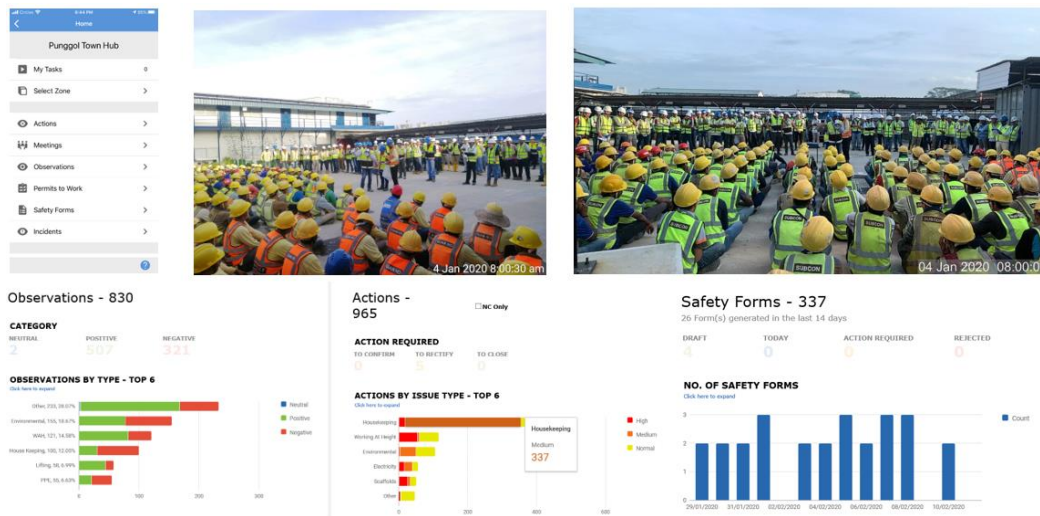 8:44 PM
Home
Punggol Town Hub
My Tasks
Select Zone
Actions
Meetings
Observations
Permits to Work
Safety Forms
Incidents
?
4 Jan 2020 8:00:30 am
SUBCON
SUBCON
SUBCON
04 Jan 2020 08:00:0
Observations - 830
CATEGORY
NEUTRAL POSITIVE NEGATIVE
2 507 321
OBSERVATIONS BY TYPE - TOP 6
Click here to expand
Other, 233,
Environmental, 155, 18.67%
WAH, 121, 14.58%
House Keeping, 100, 12.05%
Lifting, 58, 6.99%
PPE, 55, 6.63%
0 100 200 300
Neutral
Positive
Negative
Actions -
965
NC Only
ACTION REQUIRED
TO CONFIRM TO RECTIFY TO CLOSE
0 5 0
ACTIONS BY ISSUE TYPE - TOP 6
Click here to expand
Housekeeping
Working At Height
Environmental
Electricity
Scaffolds
Other
0 200 400 600
Housekeeping
Medium
337
High
Medium
Normal
Safety Forms - 337
26 Form(s) generated in the last 14 days
DRAFT TODAY ACTION REQUIRED REJECTED
4 0 0 0
NO. OF SAFETY FORMS
Click here to expand
3
2
1
0
29/01/2020 31/01/2020 02/02/2020 04/02/2020 06/02/2020 08/02/2020 10/02/2020
Count